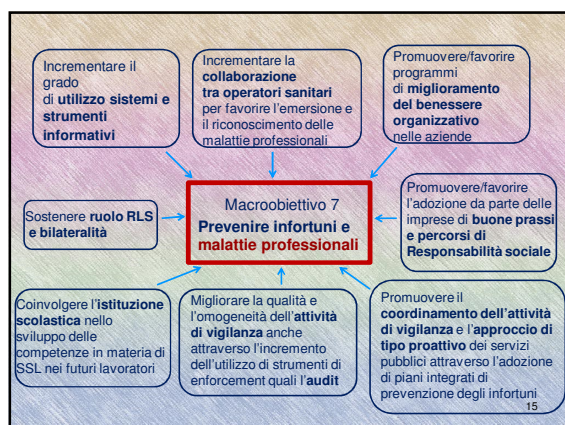 Incrementare il
grado
di utilizzo sistemi e
strumenti
informativi
Incrementare la
collaborazione
tra operatori sanitari
per favorire l'emersione e
il riconoscimento delle
malattie professionali
Promuovere/favorire
programmi
di miglioramento
del benessere
organizzativo
nelle aziende
Sostenere ruolo RLS
e bilateralità
Macroobiettivo 7
Prevenire infortuni e
malattie professionali
Promuovere/favorire
l'adozione da parte delle
imprese di buone prassi
e percorsi di
Responsabilità sociale
Coinvolgere l'istituzione
scolastica nello
sviluppo delle
competenze in materia di
SSL nei futuri lavoratori
Migliorare la qualità e
l'omogeneità dell'attività
di vigilanza anche
attraverso l'incremento
dell'utilizzo di strumenti di
enforcement quali l'audit
Promuovere il
coordinamento dell'attività
di vigilanza e l'approccio di
tipo proattivo dei servizi
pubblici attraverso l'adozione
di piani integrati di
prevenzione degli infortuni
15